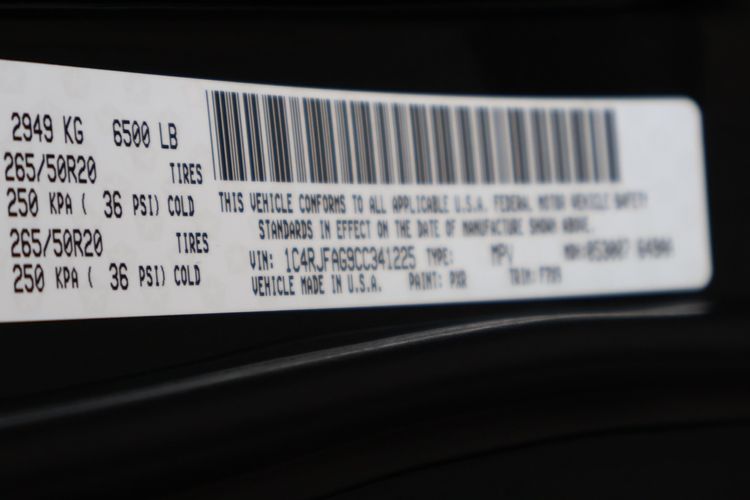 2949 KG 6500 LB
265/50R20 TIRES
250 KPA ( 36 PSI) COLD
265/50R20 TIRES
250 KPA ( 36 PSI) COLD
THIS VEHICLE CONFORMS TO ALL APPLICABLE U.S.A. FEDERAL MOTOR VEHICLE SAFETY
STANDARDS IN EFFECT ON THE DATE OF MANUFACTURE SHOWN ABOVE.
VIN: 1C4RJFAG9CC341225 TYPE: MPV
VEHICLE MADE IN U.S.A. PAINT: PXR TRIM: